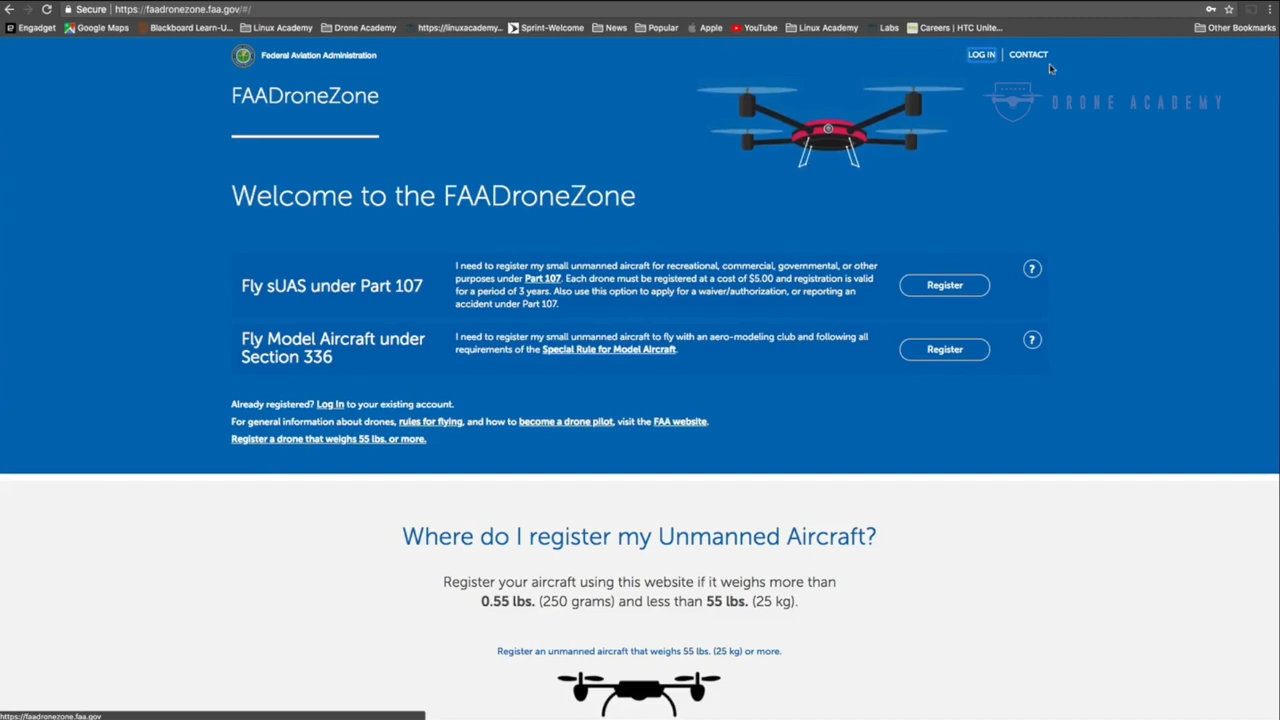 Secure
https://faadronezone.faa.gov/#/
Engadget
Google Maps
Blackboard Learn-U...
Linux Academy
Drone Academy
https://linuxacademy...
Sprint-Welcome
News
Popular
Apple
YouTube
Linux Academy
Labs
Careers | HTC Unite...
Other Bookmarks
Federal Aviation Administration
LOG IN
CONTACT
FAADroneZone
DRONE ACADEMY
Welcome to the FAADroneZone
Fly sUAS under Part 107
I need to register my small unmanned aircraft for recreational, commercial, governmental, or other
purposes under Part 107. Each drone must be registered at a cost of $5.00 and registration is valid
for a period of 3 years. Also use this option to apply for a waiver/authorization, or reporting an
accident under Part 107.
Register
?
Fly Model Aircraft under
Section 336
I need to register my small unmanned aircraft to fly with an aero-modeling club and following all
requirements of the Special Rule for Model Aircraft.
Register
?
Already registered? Log In to your existing account.
For general information about drones, rules for flying, and how to become a drone pilot, visit the FAA website.
Register a drone that weighs 55 lbs. or more.
Where do I register my Unmanned Aircraft?
Register your aircraft using this website if it weighs more than
0.55 lbs. (250 grams) and less than 55 lbs. (25 kg).
Register an unmanned aircraft that weighs 55 lbs. (25 kg) or more.
https://faadronezone.faa.gov